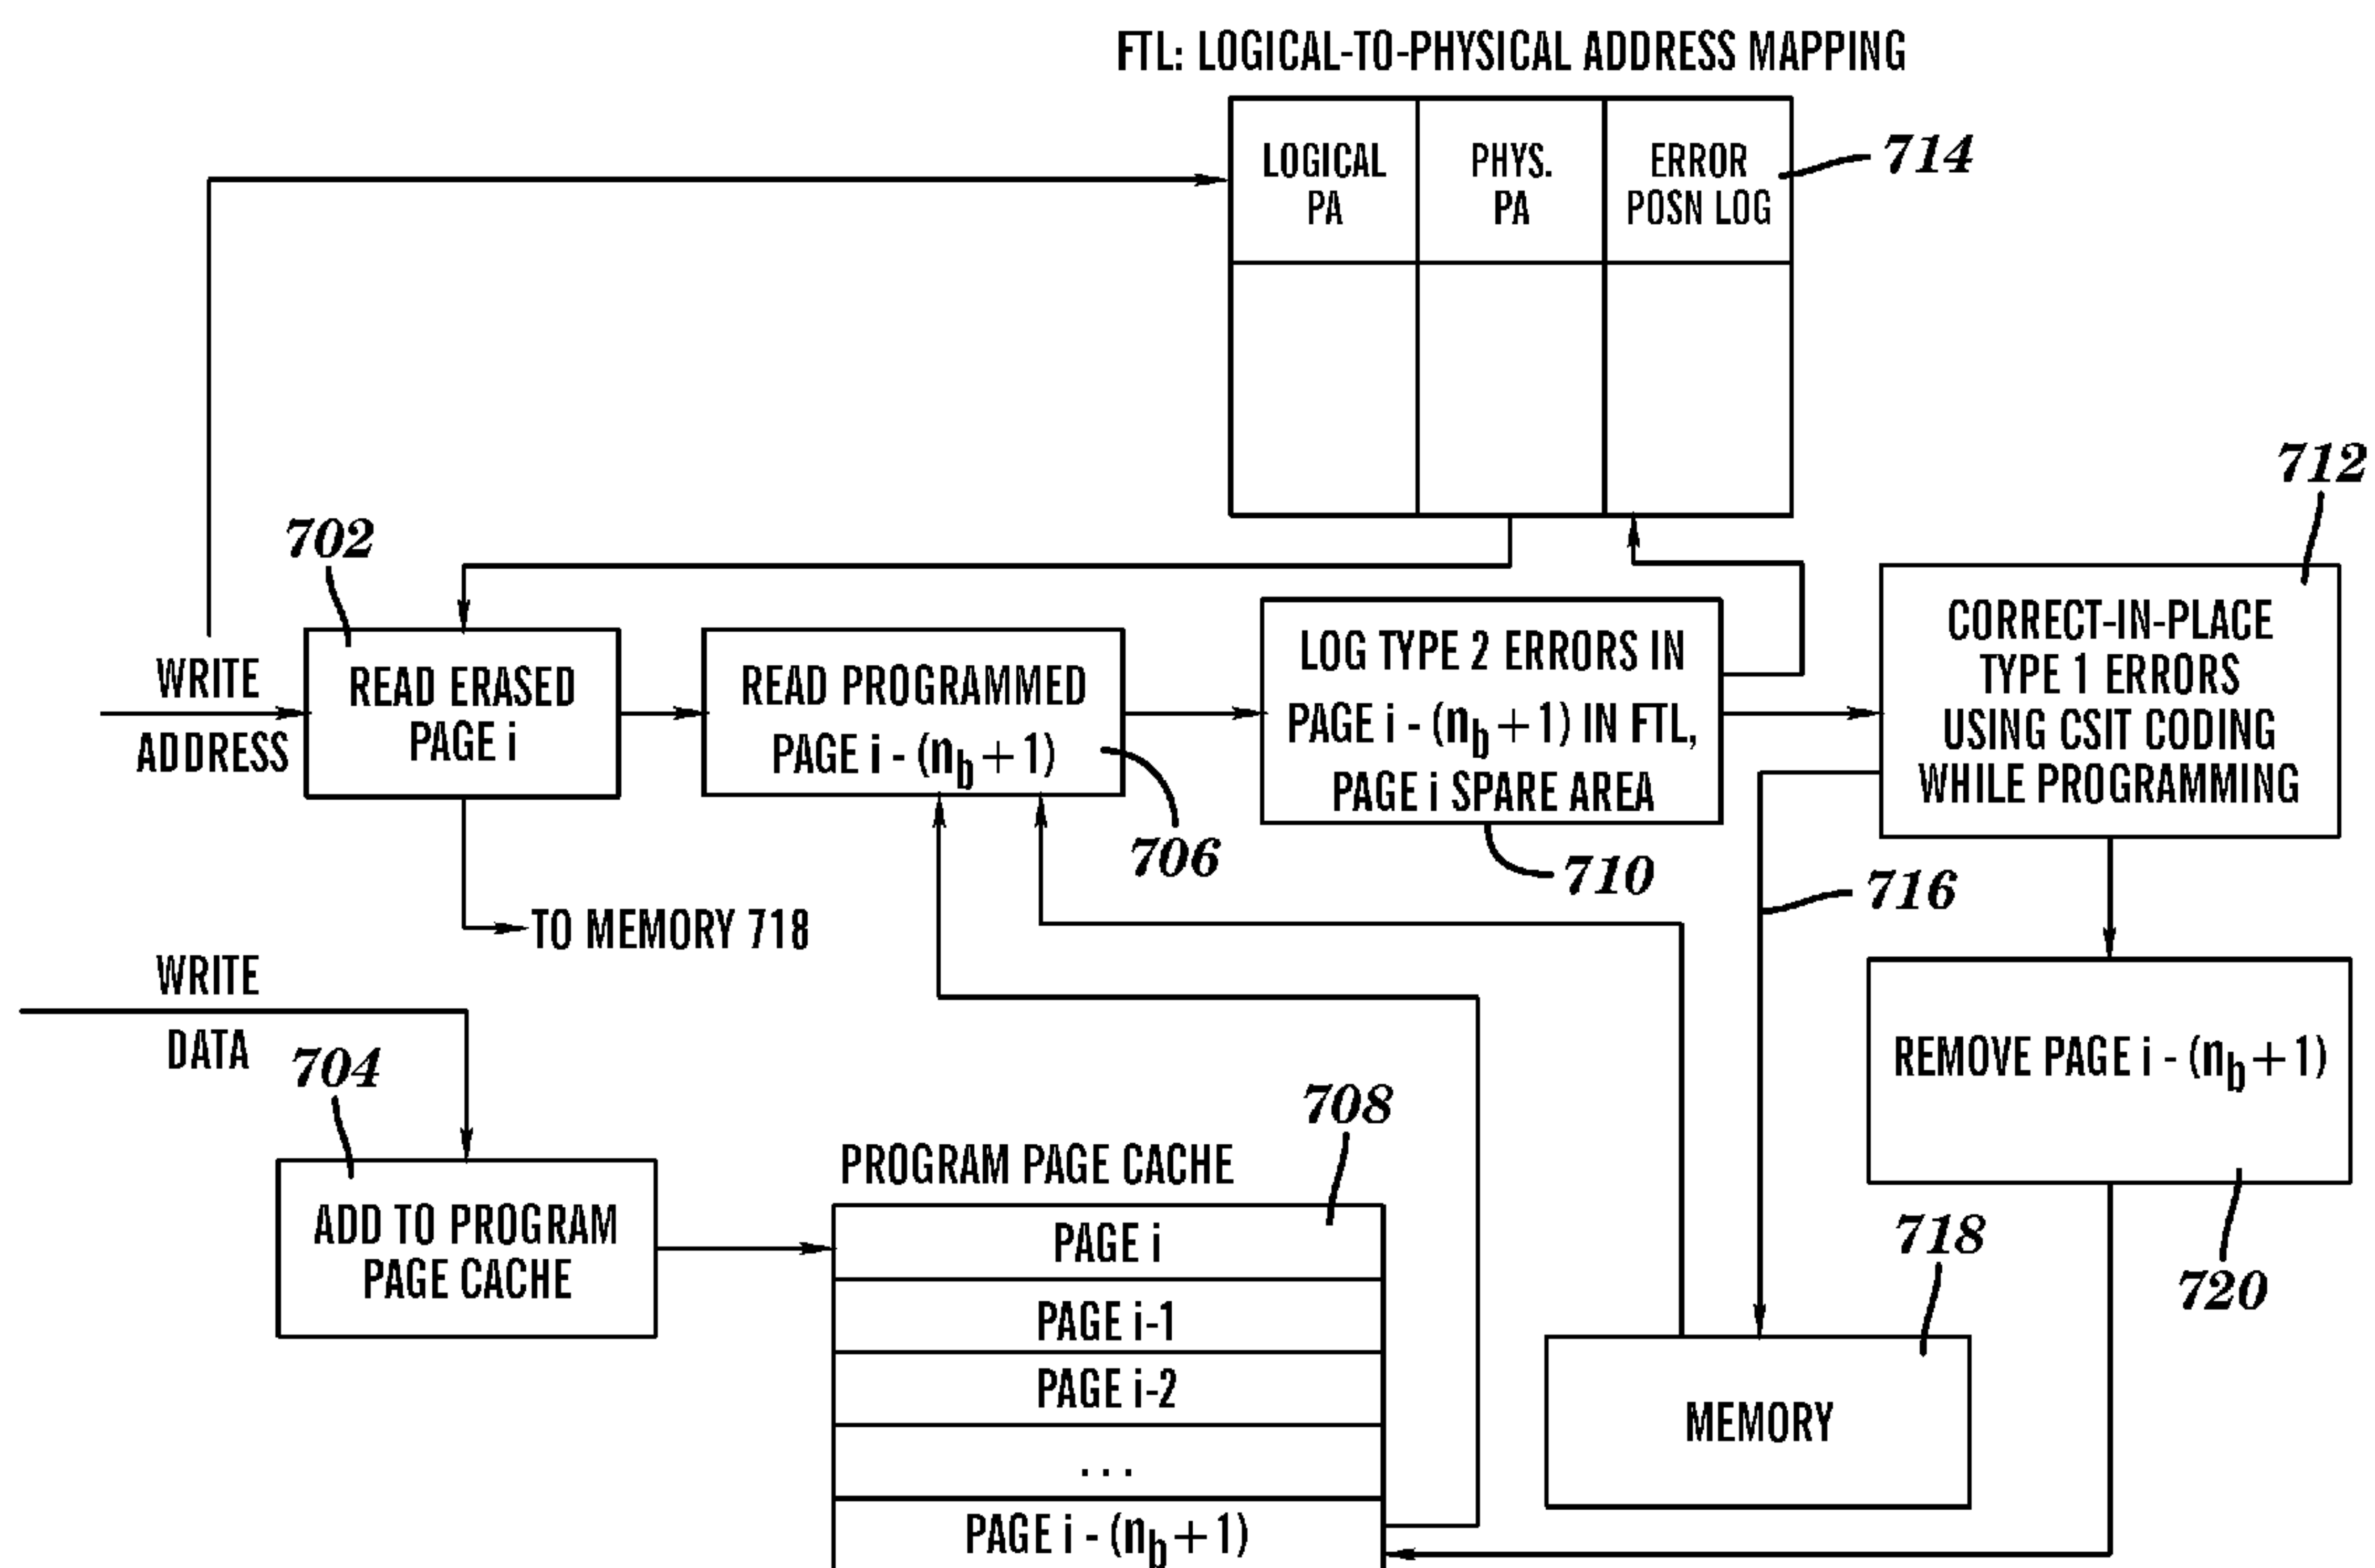 FTL: LOGICAL-TO-PHYSICAL ADDRESS MAPPING
LOGICAL
PA
PHYS.
PA
ERROR
POSN LOG
714
712
702
WRITE
ADDRESS
READ ERASED
PAGE i
READ PROGRAMMED
PAGE i - (nb + 1)
706
LOG TYPE 2 ERRORS IN
PAGE i - (nb + 1) IN FTL,
PAGE i SPARE AREA
710
CORRECT-IN-PLACE
TYPE 1 ERRORS
USING CSIT CODING
WHILE PROGRAMMING
716
TO MEMORY 718
WRITE
DATA
704
ADD TO PROGRAM
PAGE CACHE
PROGRAM PAGE CACHE
708
PAGE i
PAGE i-1
PAGE i-2
...
PAGE i - (nb + 1)
REMOVE PAGE i - (nb + 1)
720
718
MEMORY